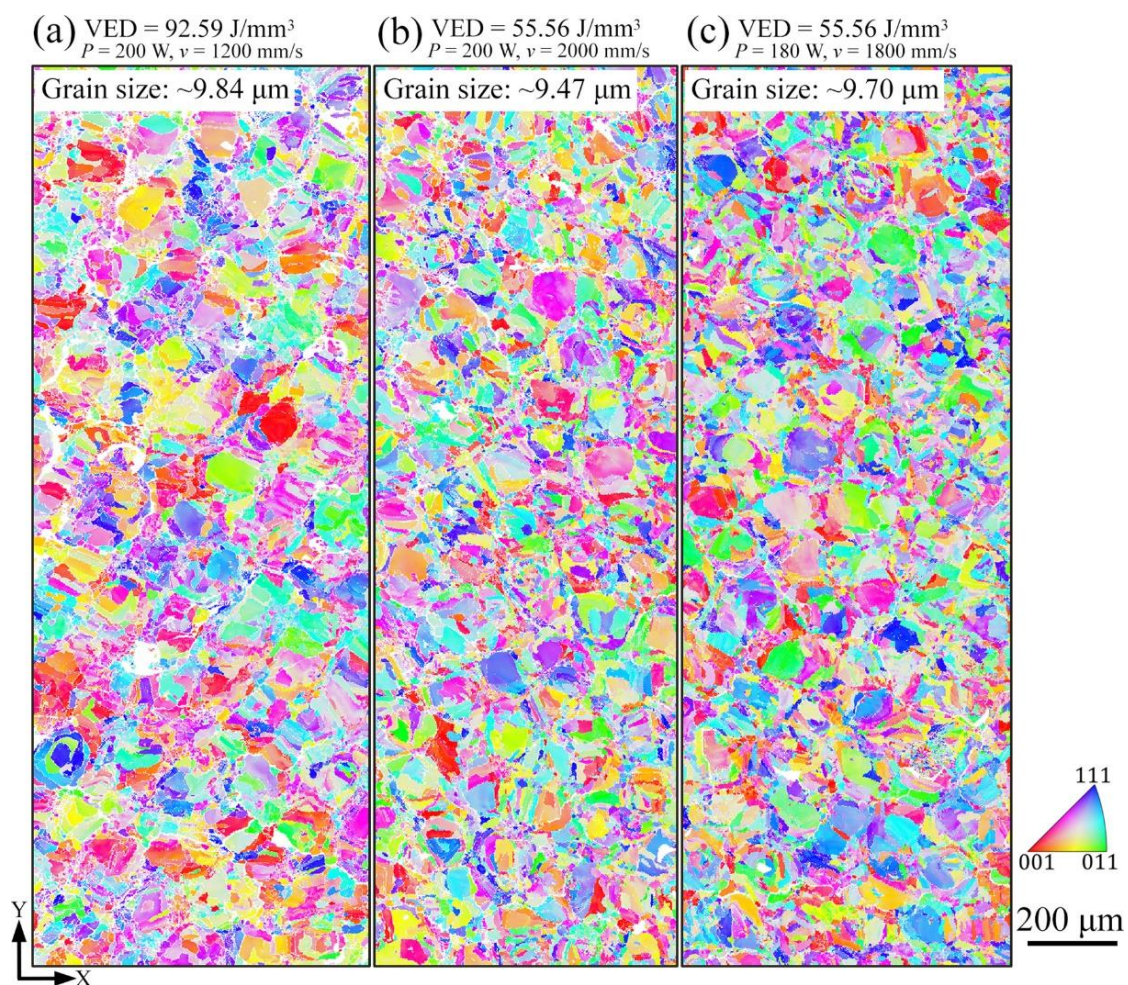 (a) VED = 92.59 J/mm³
P = 200 W, v = 1200 mm/s
Grain size: ~9.84 μm
(b) VED = 55.56 J/mm³
P = 200 W, v = 2000 mm/s
Grain size: ~9.47 μm
(c) VED = 55.56 J/mm³
P = 180 W, v = 1800 mm/s
Grain size: ~9.70 μm
111
001 011
200 μm
Y
X